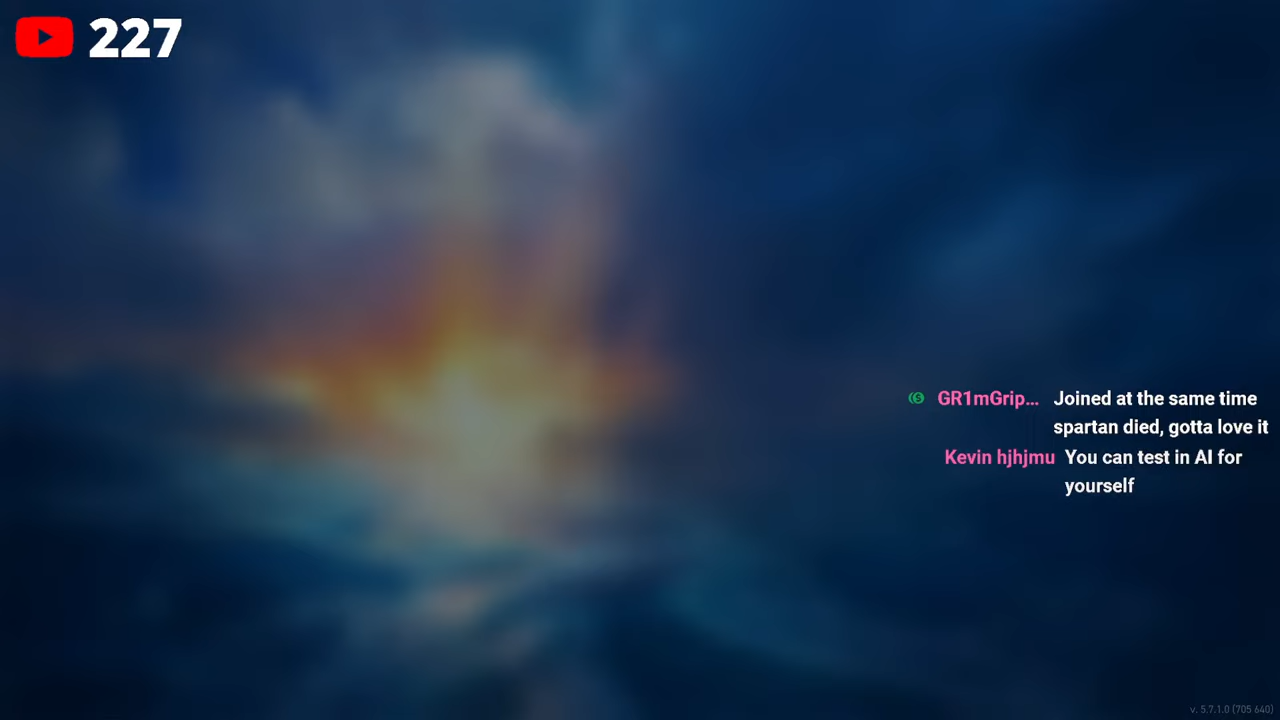 227
GR1mGrip... Joined at the same time
spartan died, gotta love it
Kevin hjhjmu You can test in AI for
yourself
v. 5.7.1.0 (705 640)